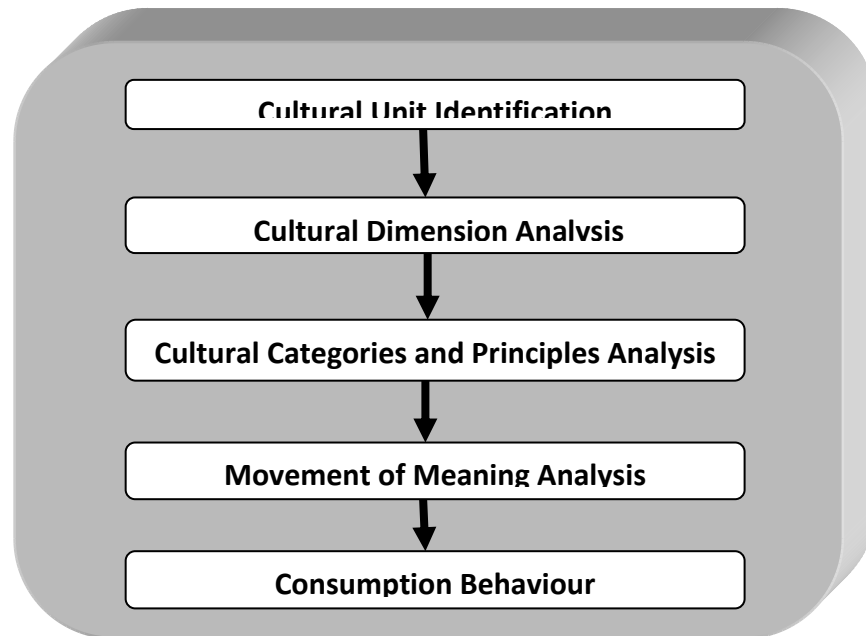 Cultural Unit Identification
Cultural Dimension Analysis
Cultural Categories and Principles Analysis
Movement of Meaning Analysis
Consumption Behaviour